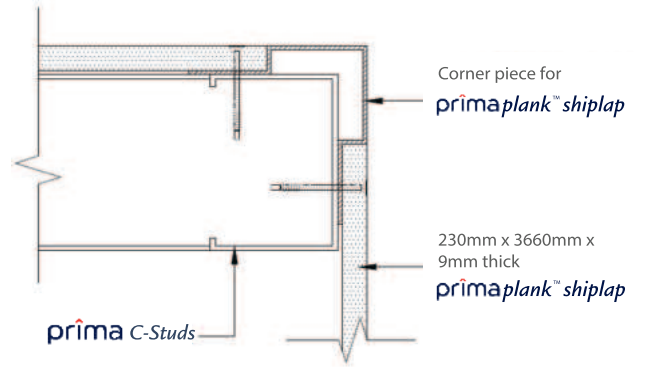 Corner piece for
prîmaplank™ shiplap
230mm x 3660mm x
9mm thick
prîmaplank™ shiplap
prîma C-Studs